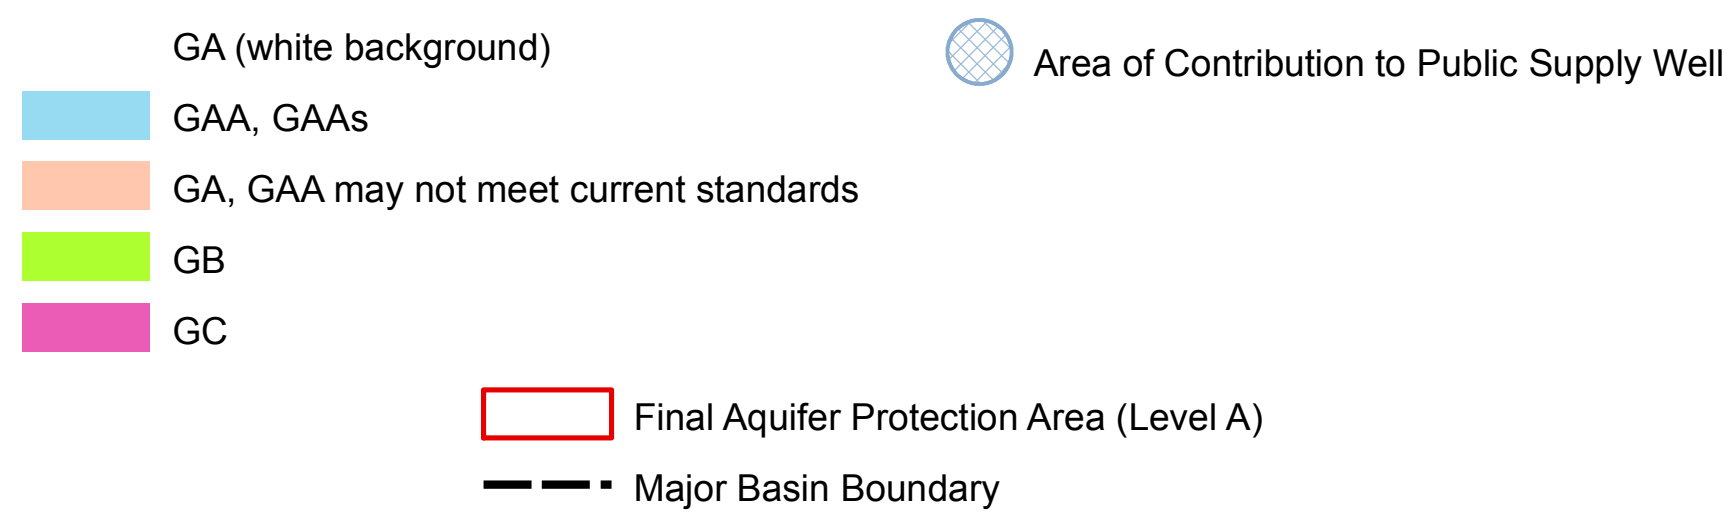 GA (white background)
GAA, GAAs
GA, GAA may not meet current standards
GB
GC
Area of Contribution to Public Supply Well
Final Aquifer Protection Area (Level A)
Major Basin Boundary